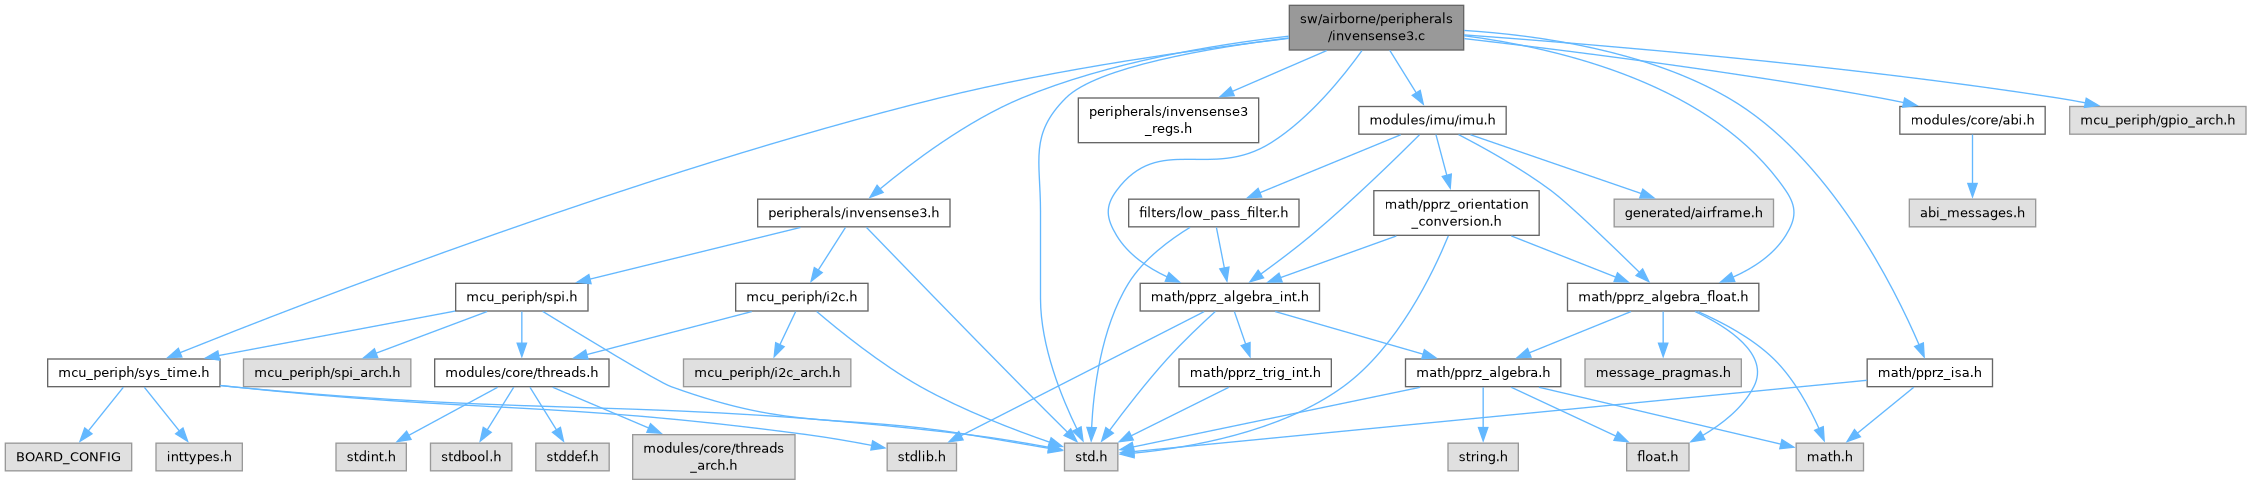 sw/airborne/peripherals
/invensense3.c
peripherals/invensense3
_regs.h
modules/imu/imu.h
modules/core/abi.h
mcu_periph/gpio_arch.h
peripherals/invensense3.h
filters/low_pass_filter.h
math/pprz_orientation
_conversion.h
generated/airframe.h
abi_messages.h
mcu_periph/spi.h
mcu_periph/i2c.h
math/pprz_algebra_int.h
math/pprz_algebra_float.h
mcu_periph/sys_time.h
mcu_periph/spi_arch.h
modules/core/threads.h
mcu_periph/i2c_arch.h
math/pprz_trig_int.h
math/pprz_algebra.h
message_pragmas.h
math/pprz_isa.h
BOARD_CONFIG
inttypes.h
stdint.h
stdbool.h
stddef.h
modules/core/threads
_arch.h
stdlib.h
std.h
string.h
float.h
math.h